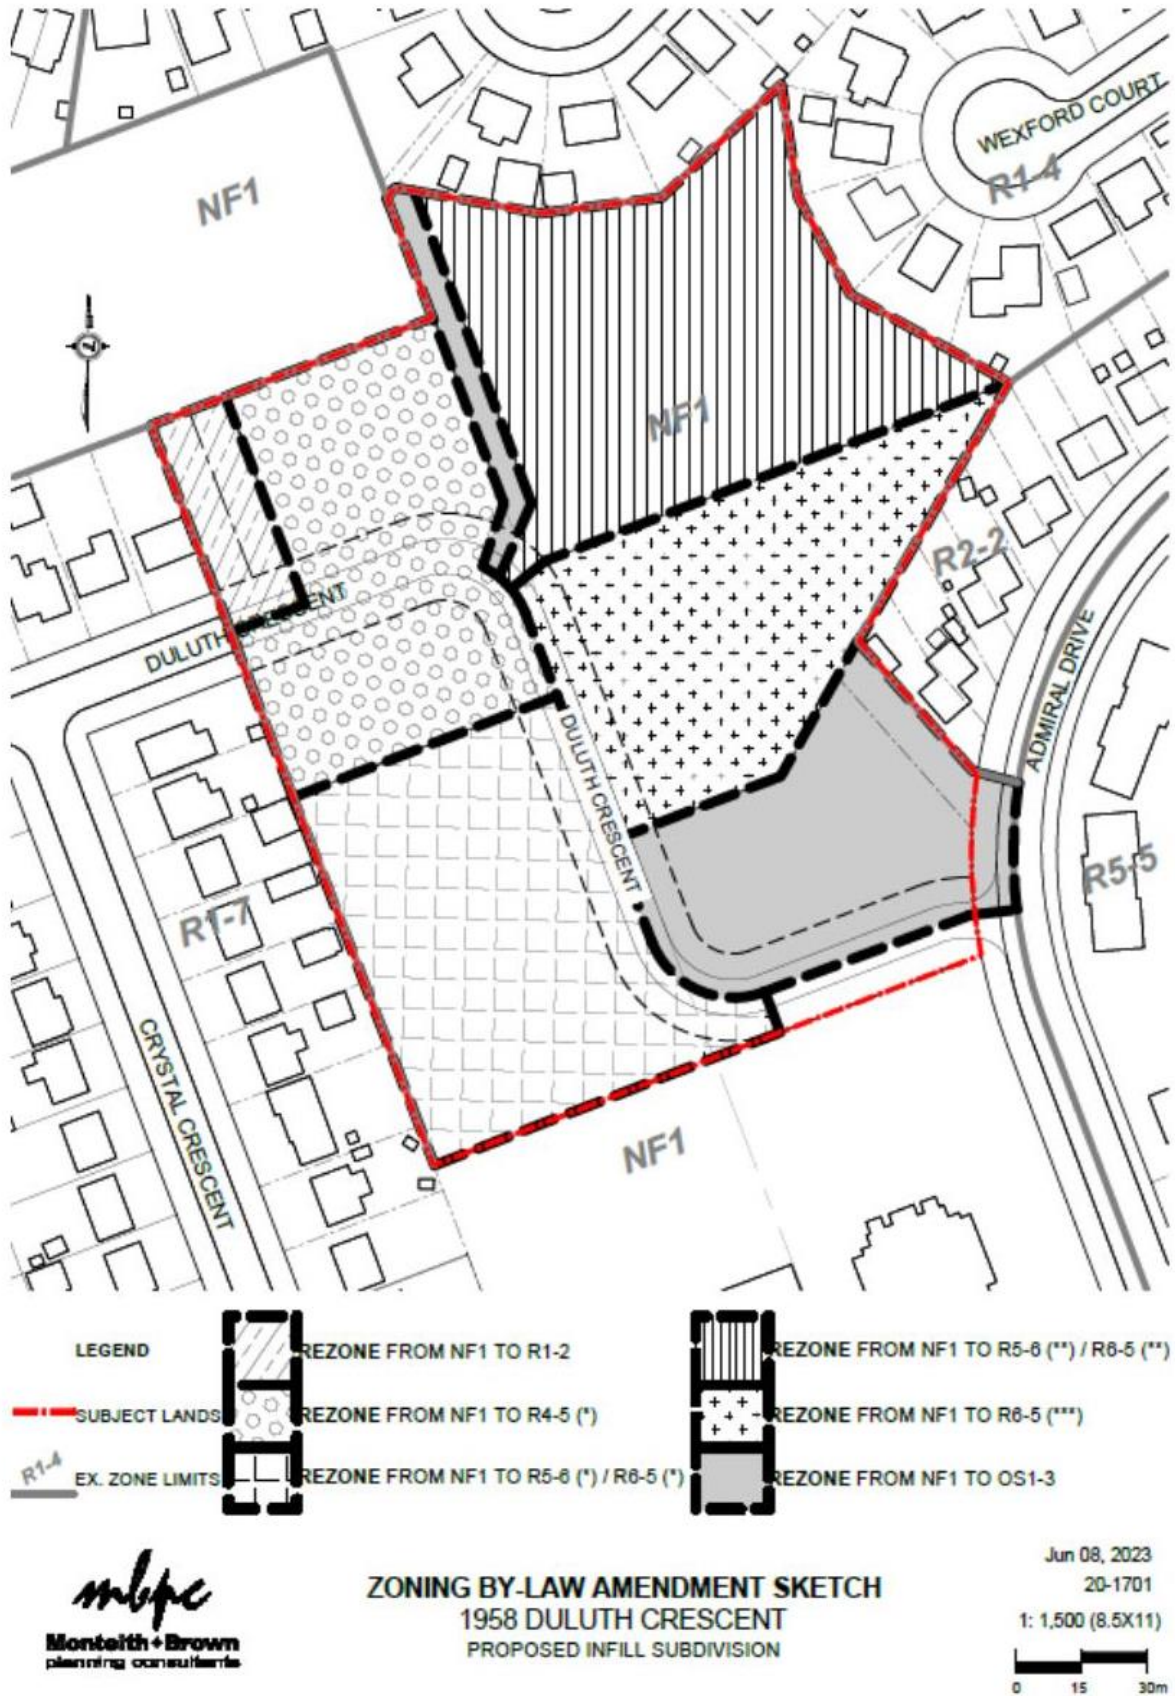 WEXFORD COURT
R1-4
NF1
NF1
R2-2
DULUTH CRESCENT
ADMIRAL DRIVE
DULUTH CRESCENT
R5-5
R1-7
CRYSTAL CRESCENT
NF1
LEGEND
REZONE FROM NF1 TO R1-2
REZONE FROM NF1 TO R5-6 (**) / R6-5 (**)
SUBJECT LANDS
REZONE FROM NF1 TO R4-5 (*)
REZONE FROM NF1 TO R6-5 (***)
R1-4
EX. ZONE LIMITS
REZONE FROM NF1 TO R5-6 (*) / R6-5 (*)
REZONE FROM NF1 TO OS1-3
mbpc
Monteith+Brown
planning consultants
ZONING BY-LAW AMENDMENT SKETCH
1958 DULUTH CRESCENT
PROPOSED INFILL SUBDIVISION
Jun 08, 2023
20-1701
1: 1,500 (8.5X11)
0 15 30m